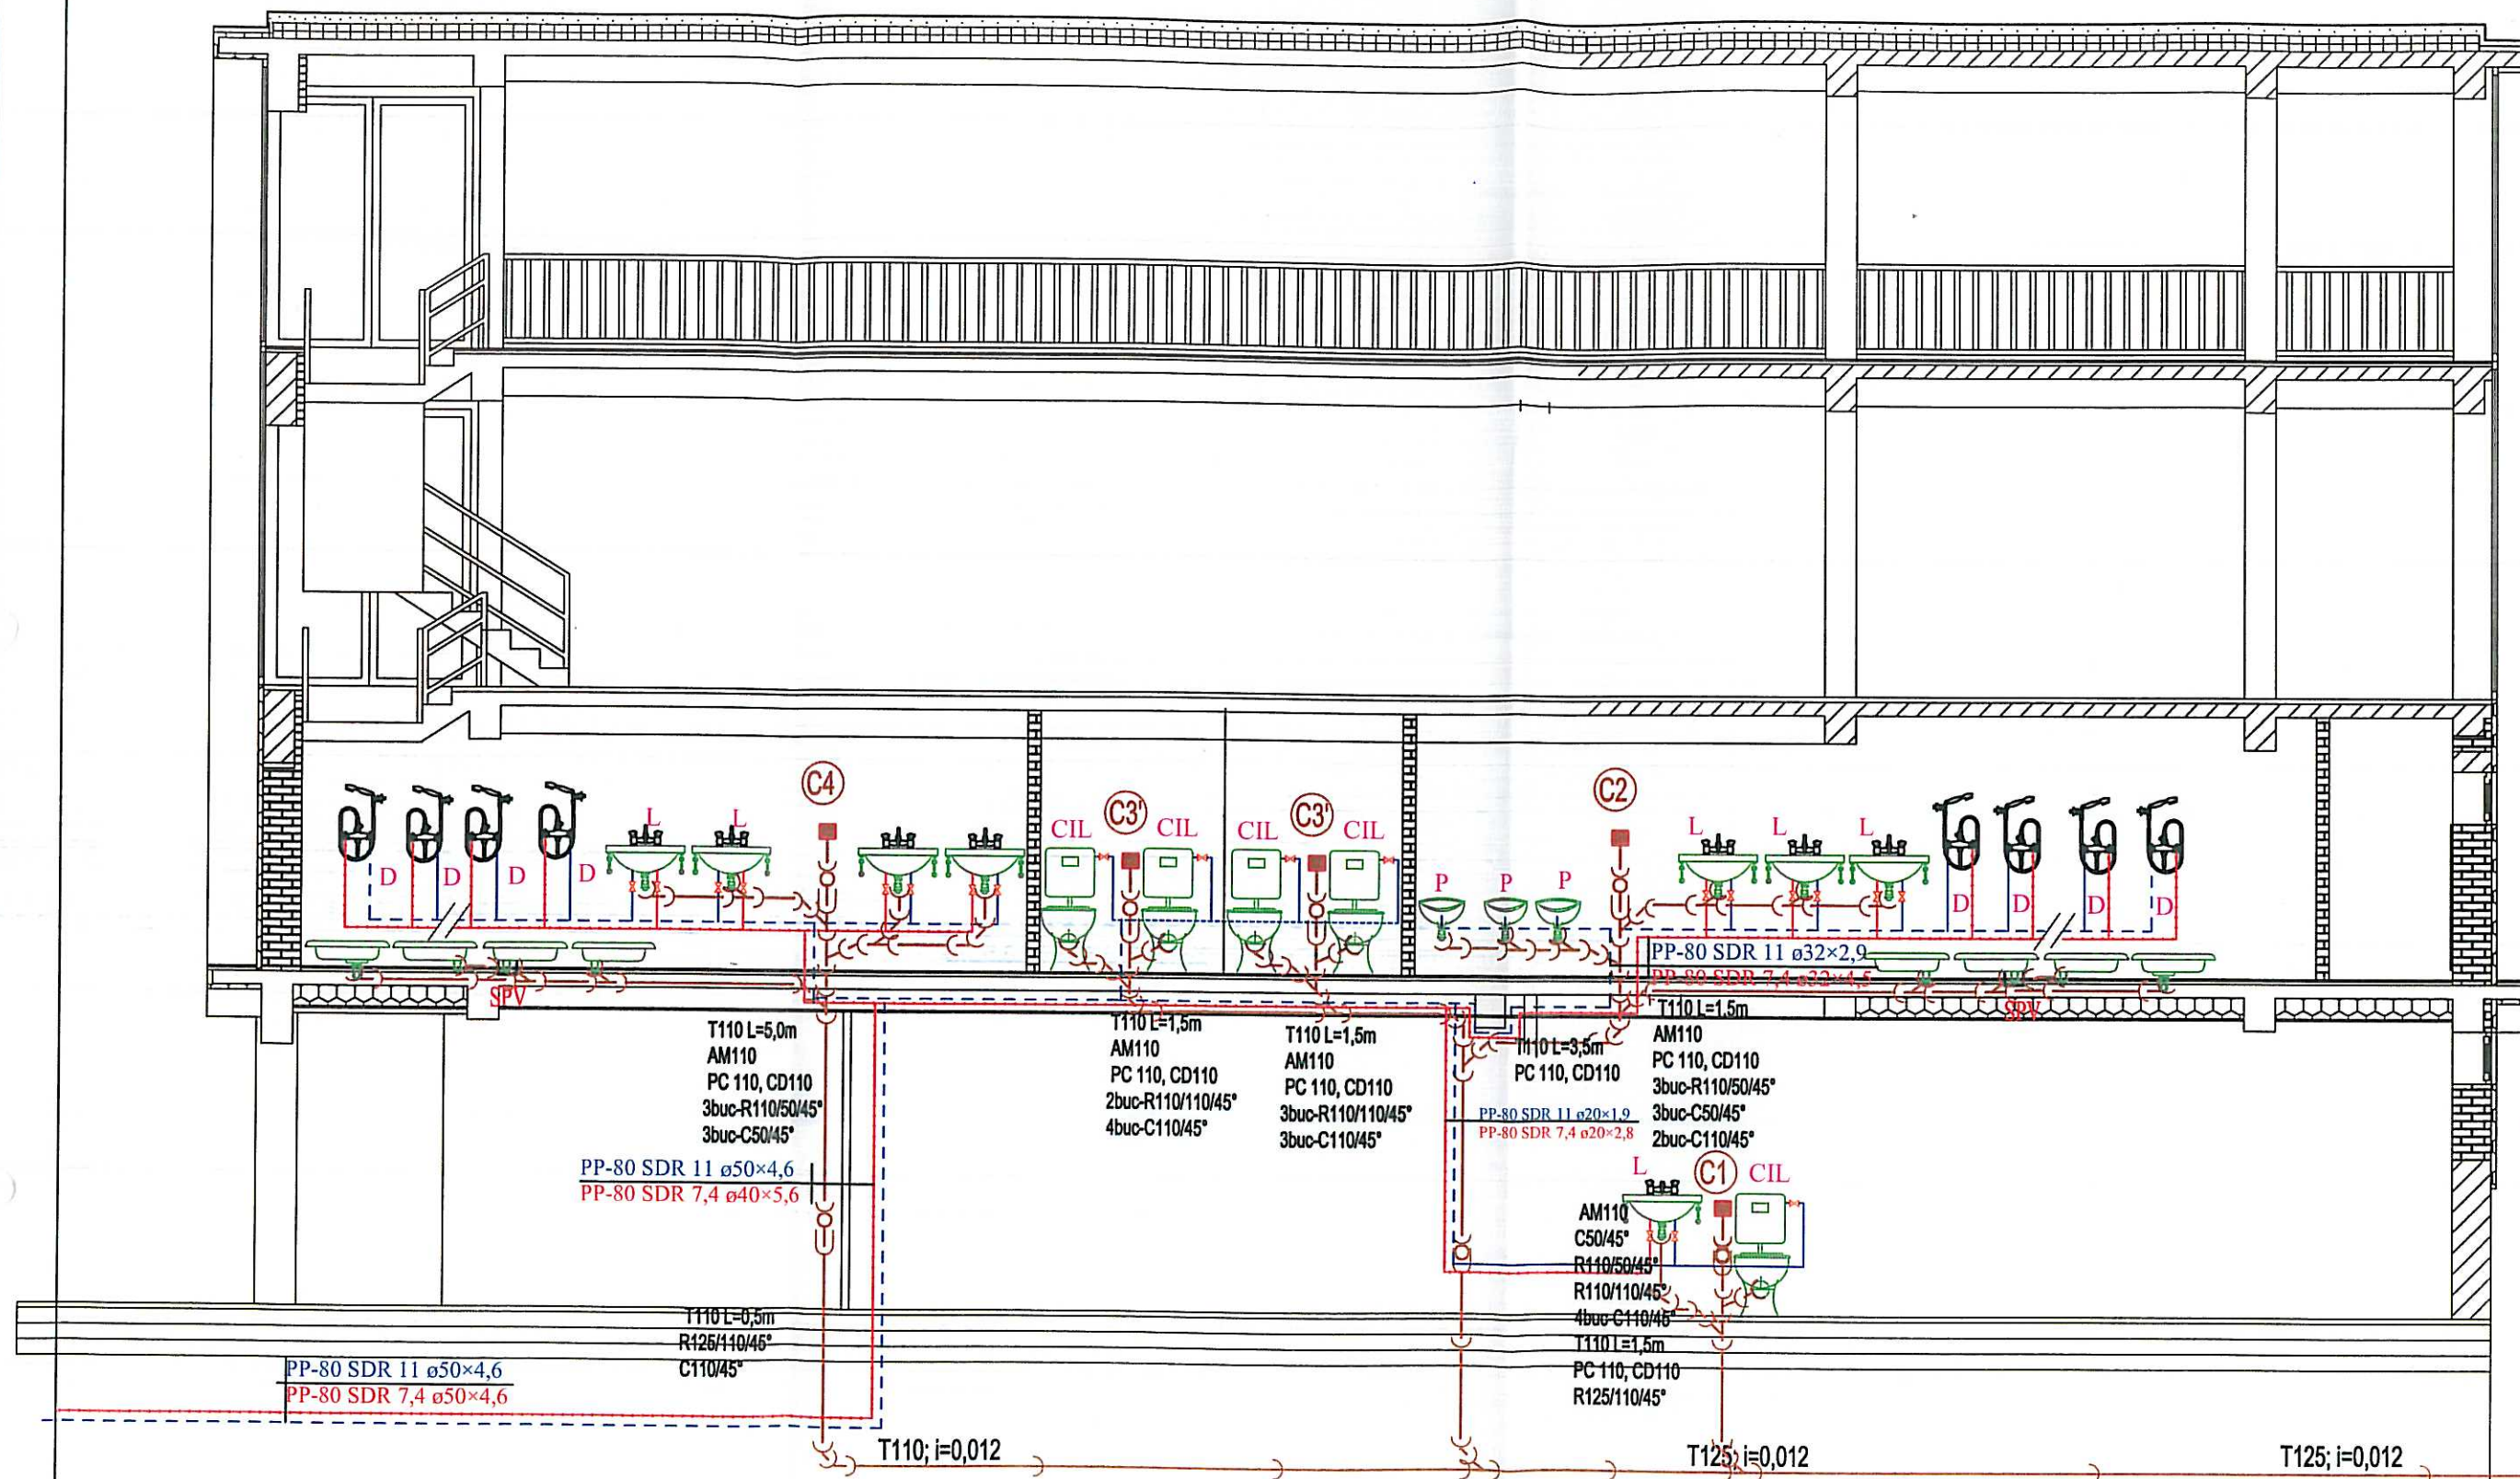 C4
C3'
C3'
C2
L
L
CIL
CIL
CIL
CIL
L
L
L
P
P
P
D
D
D
D
D
D
D
D
PP-80 SDR 11 ø32×2,9
PP-80 SDR 7,4 ø32×4,5
SPV
SPV
T110 L=5,0m
AM110
PC 110, CD110
3buc-R110/50/45°
3buc-C50/45°
T110 L=1,5m
AM110
PC 110, CD110
2buc-R110/110/45°
4buc-C110/45°
T110 L=1,5m
AM110
PC 110, CD110
3buc-R110/110/45°
3buc-C110/45°
T110 L=3,5m
PC 110, CD110
T110 L=1,5m
AM110
PC 110, CD110
3buc-R110/50/45°
3buc-C50/45°
2buc-C110/45°
PP-80 SDR 11 ø20×1,9
PP-80 SDR 7,4 ø20×2,8
PP-80 SDR 11 ø50×4,6
PP-80 SDR 7,4 ø40×5,6
L
C1
CIL
AM110
C50/45°
R110/50/45°
R110/110/45°
4buc-C110/45°
T110 L=1,5m
PC 110, CD110
R125/110/45°
T110 L=0,5m
R125/110/45°
C110/45°
PP-80 SDR 11 ø50×4,6
PP-80 SDR 7,4 ø50×4,6
T110; i=0,012
T125; i=0,012
T125; i=0,012